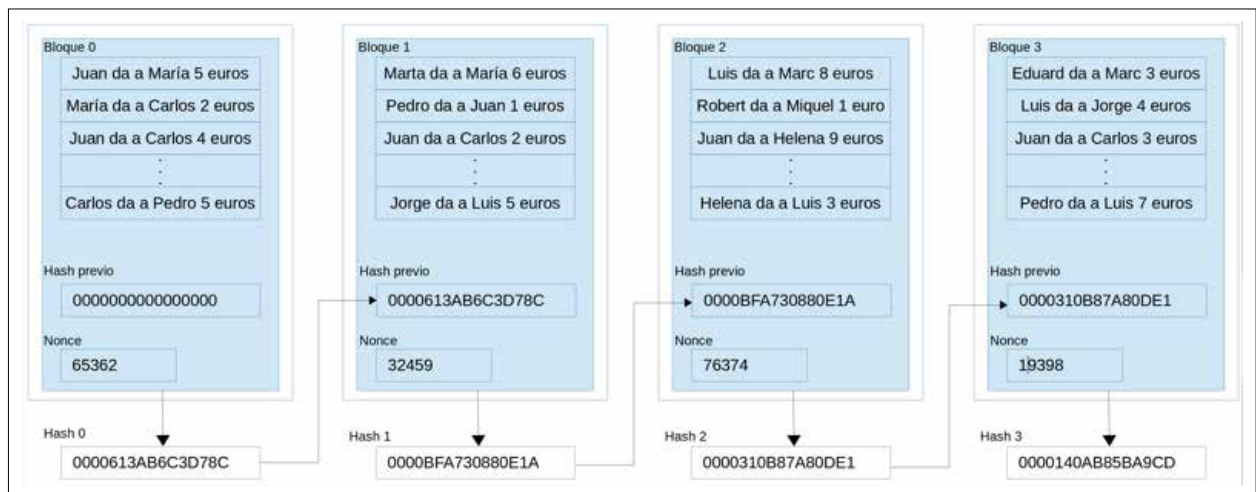 Bloque 0
Juan da a María 5 euros
María da a Carlos 2 euros
Juan da a Carlos 4 euros
Carlos da a Pedro 5 euros
Hash previo
0000000000000000
Nonce
65362
Hash 0
0000613AB6C3D78C
Bloque 1
Marta da a María 6 euros
Pedro da a Juan 1 euros
Juan da a Carlos 2 euros
Jorge da a Luis 5 euros
Hash previo
0000613AB6C3D78C
Nonce
32459
Hash 1
0000BFA730880E1A
Bloque 2
Luis da a Marc 8 euros
Robert da a Miquel 1 euro
Juan da a Helena 9 euros
Helena da a Luis 3 euros
Hash previo
0000BFA730880E1A
Nonce
76374
Hash 2
0000310B87A80DE1
Bloque 3
Eduard da a Marc 3 euros
Luis da a Jorge 4 euros
Juan da a Carlos 3 euros
Pedro da a Luis 7 euros
Hash previo
0000310B87A80DE1
Nonce
19398
Hash 3
0000140AB85BA9CD